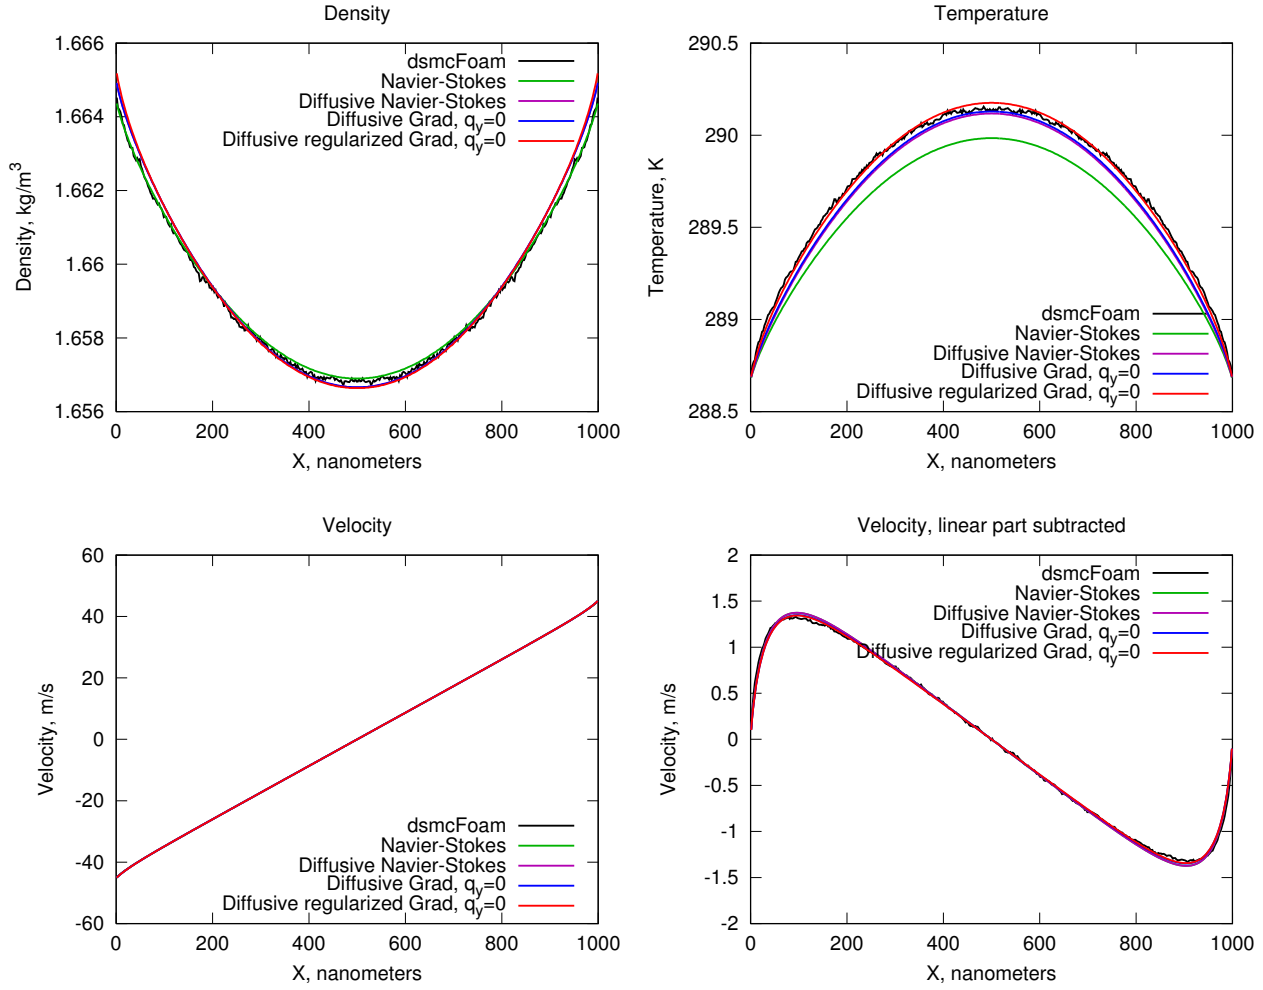 Density
1.666
1.664
1.662
1.66
1.658
1.656
Density, kg/m³
dsmcFoam
Navier-Stokes
Diffusive Navier-Stokes
Diffusive Grad, q_y=0
Diffusive regularized Grad, q_y=0
0 200 400 600 800 1000
X, nanometers
Temperature
290.5
290
289.5
289
288.5
Temperature, K
dsmcFoam
Navier-Stokes
Diffusive Navier-Stokes
Diffusive Grad, q_y=0
Diffusive regularized Grad, q_y=0
0 200 400 600 800 1000
X, nanometers
Velocity
60
40
20
0
-20
-40
-60
Velocity, m/s
dsmcFoam
Navier-Stokes
Diffusive Navier-Stokes
Diffusive Grad, q_y=0
Diffusive regularized Grad, q_y=0
0 200 400 600 800 1000
X, nanometers
Velocity, linear part subtracted
2
1.5
1
0.5
0
-0.5
-1
-1.5
-2
Velocity, m/s
dsmcFoam
Navier-Stokes
Diffusive Navier-Stokes
Diffusive Grad, q_y=0
Diffusive regularized Grad, q_y=0
0 200 400 600 800 1000
X, nanometers